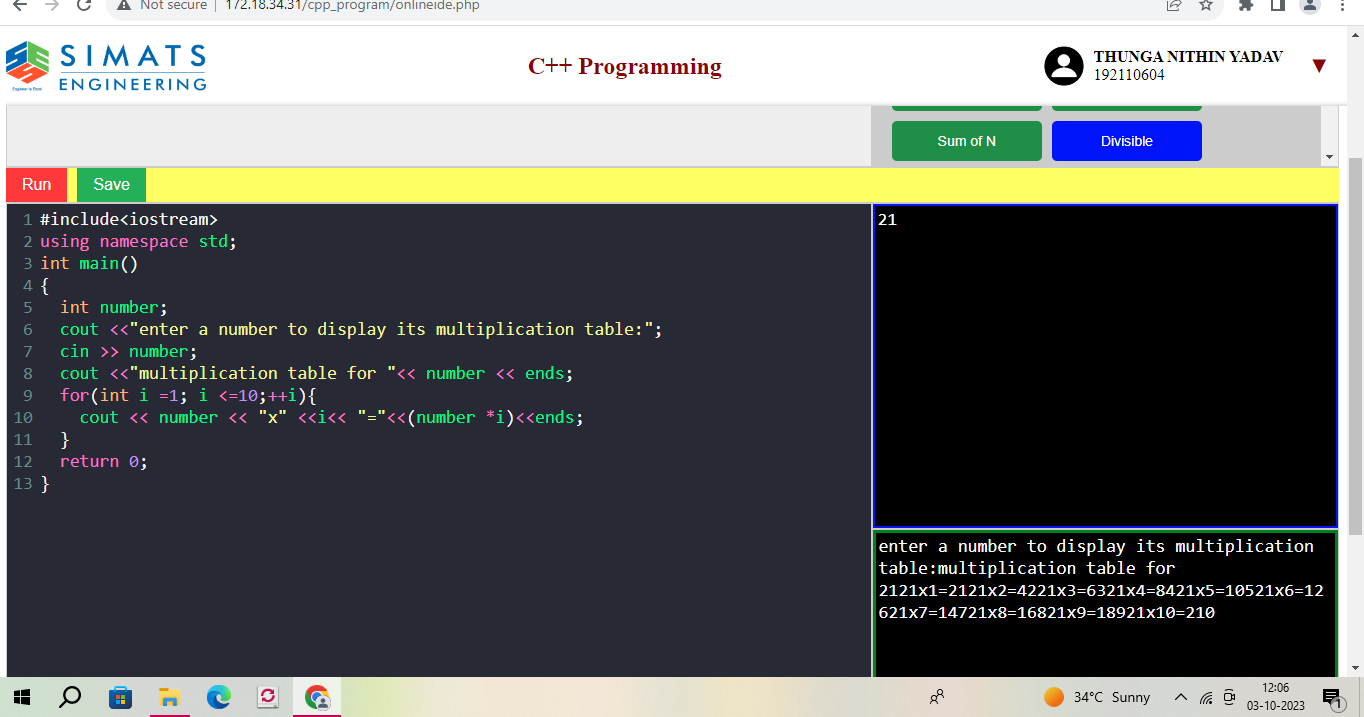 Not secure | 172.18.34.31/cpp_program/onlineide.php
SIMATS
ENGINEERING
Engineer to Excel
C++ Programming
THUNGA NITHIN YADAV
192110604
Sum of N
Divisible
Run
Save
1 #include<iostream>
2 using namespace std;
3 int main()
4 {
5 int number;
6 cout <<"enter a number to display its multiplication table:";
7 cin >> number;
8 cout <<"multiplication table for "<< number << ends;
9 for(int i =1; i <=10;++i){
10 cout << number << "x" <<i<< "="<<(number *i)<<ends;
11 }
12 return 0;
13 }
21
enter a number to display its multiplication
table:multiplication table for
2121x1=2121x2=4221x3=6321x4=8421x5=10521x6=12
621x7=14721x8=16821x9=18921x10=210
34°C Sunny
12:06
03-10-2023
1